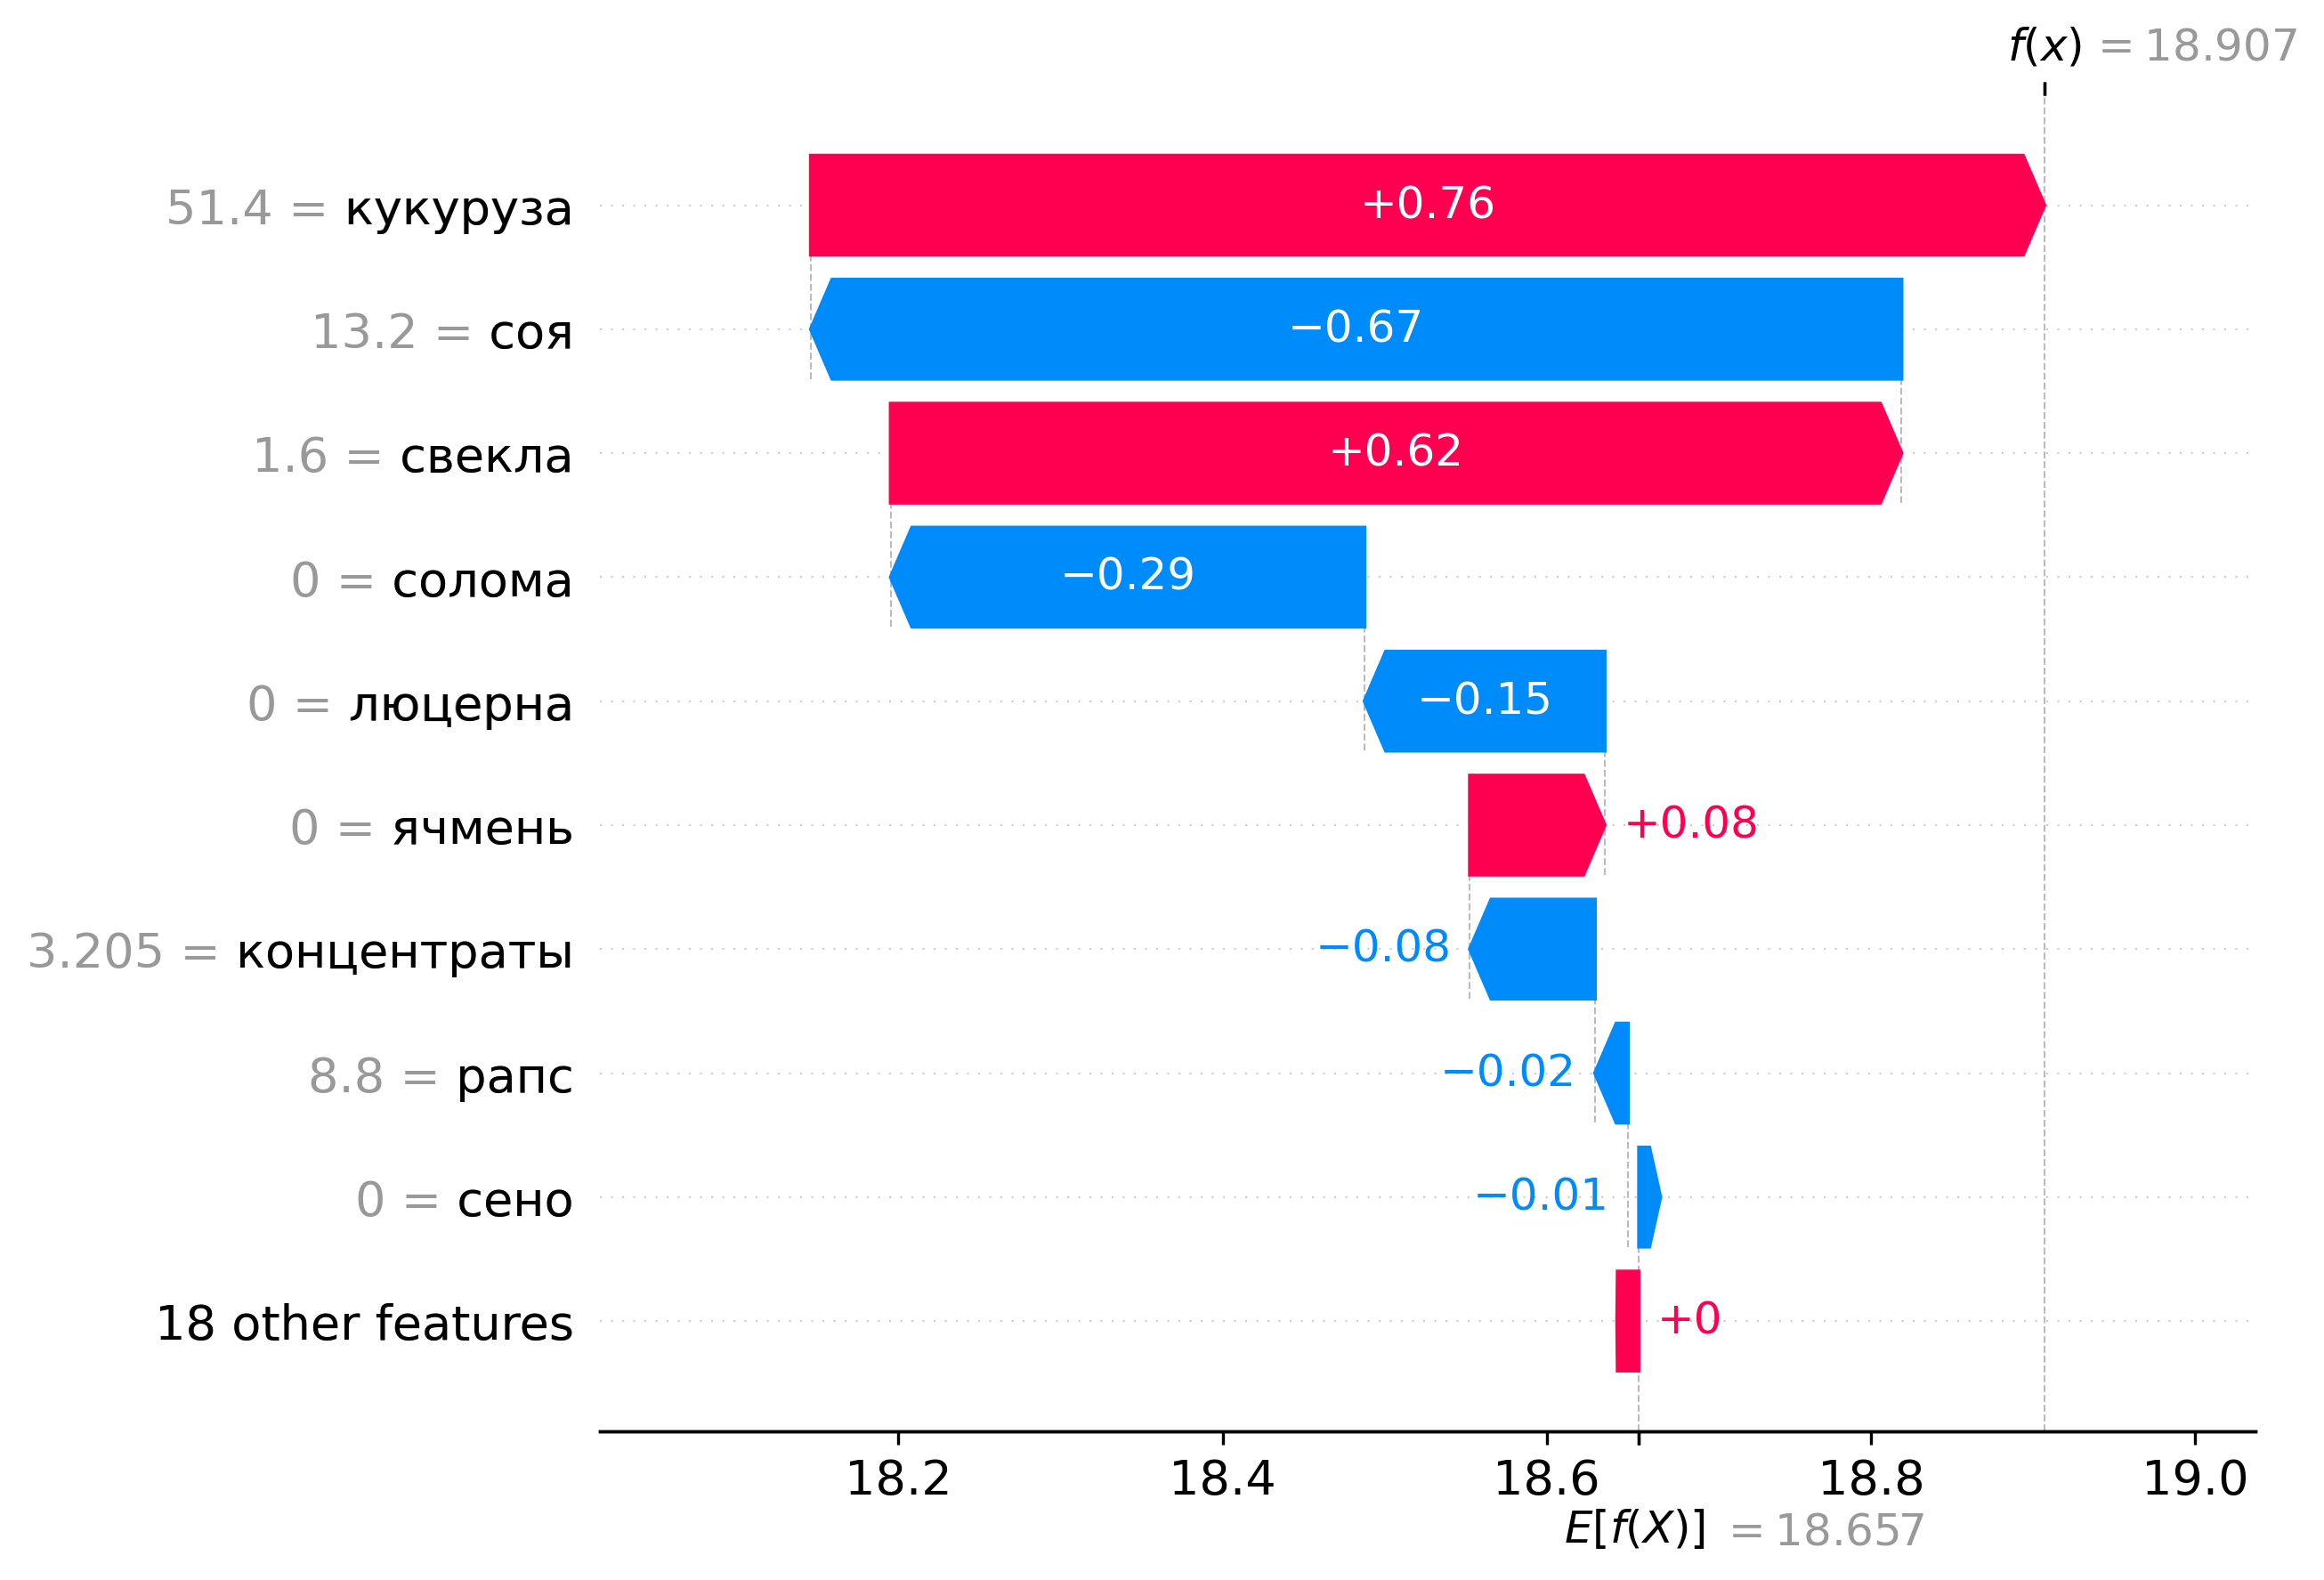 f(x) = 18.907
51.4 = кукуруза
+0.76
13.2 = соя
−0.67
1.6 = свекла
+0.62
0 = солома
−0.29
0 = люцерна
−0.15
0 = ячмень
+0.08
3.205 = концентраты
−0.08
8.8 = рапс
−0.02
0 = сено
−0.01
18 other features
+0
18.2 18.4 18.6 18.8 19.0
E[f(X)] = 18.657